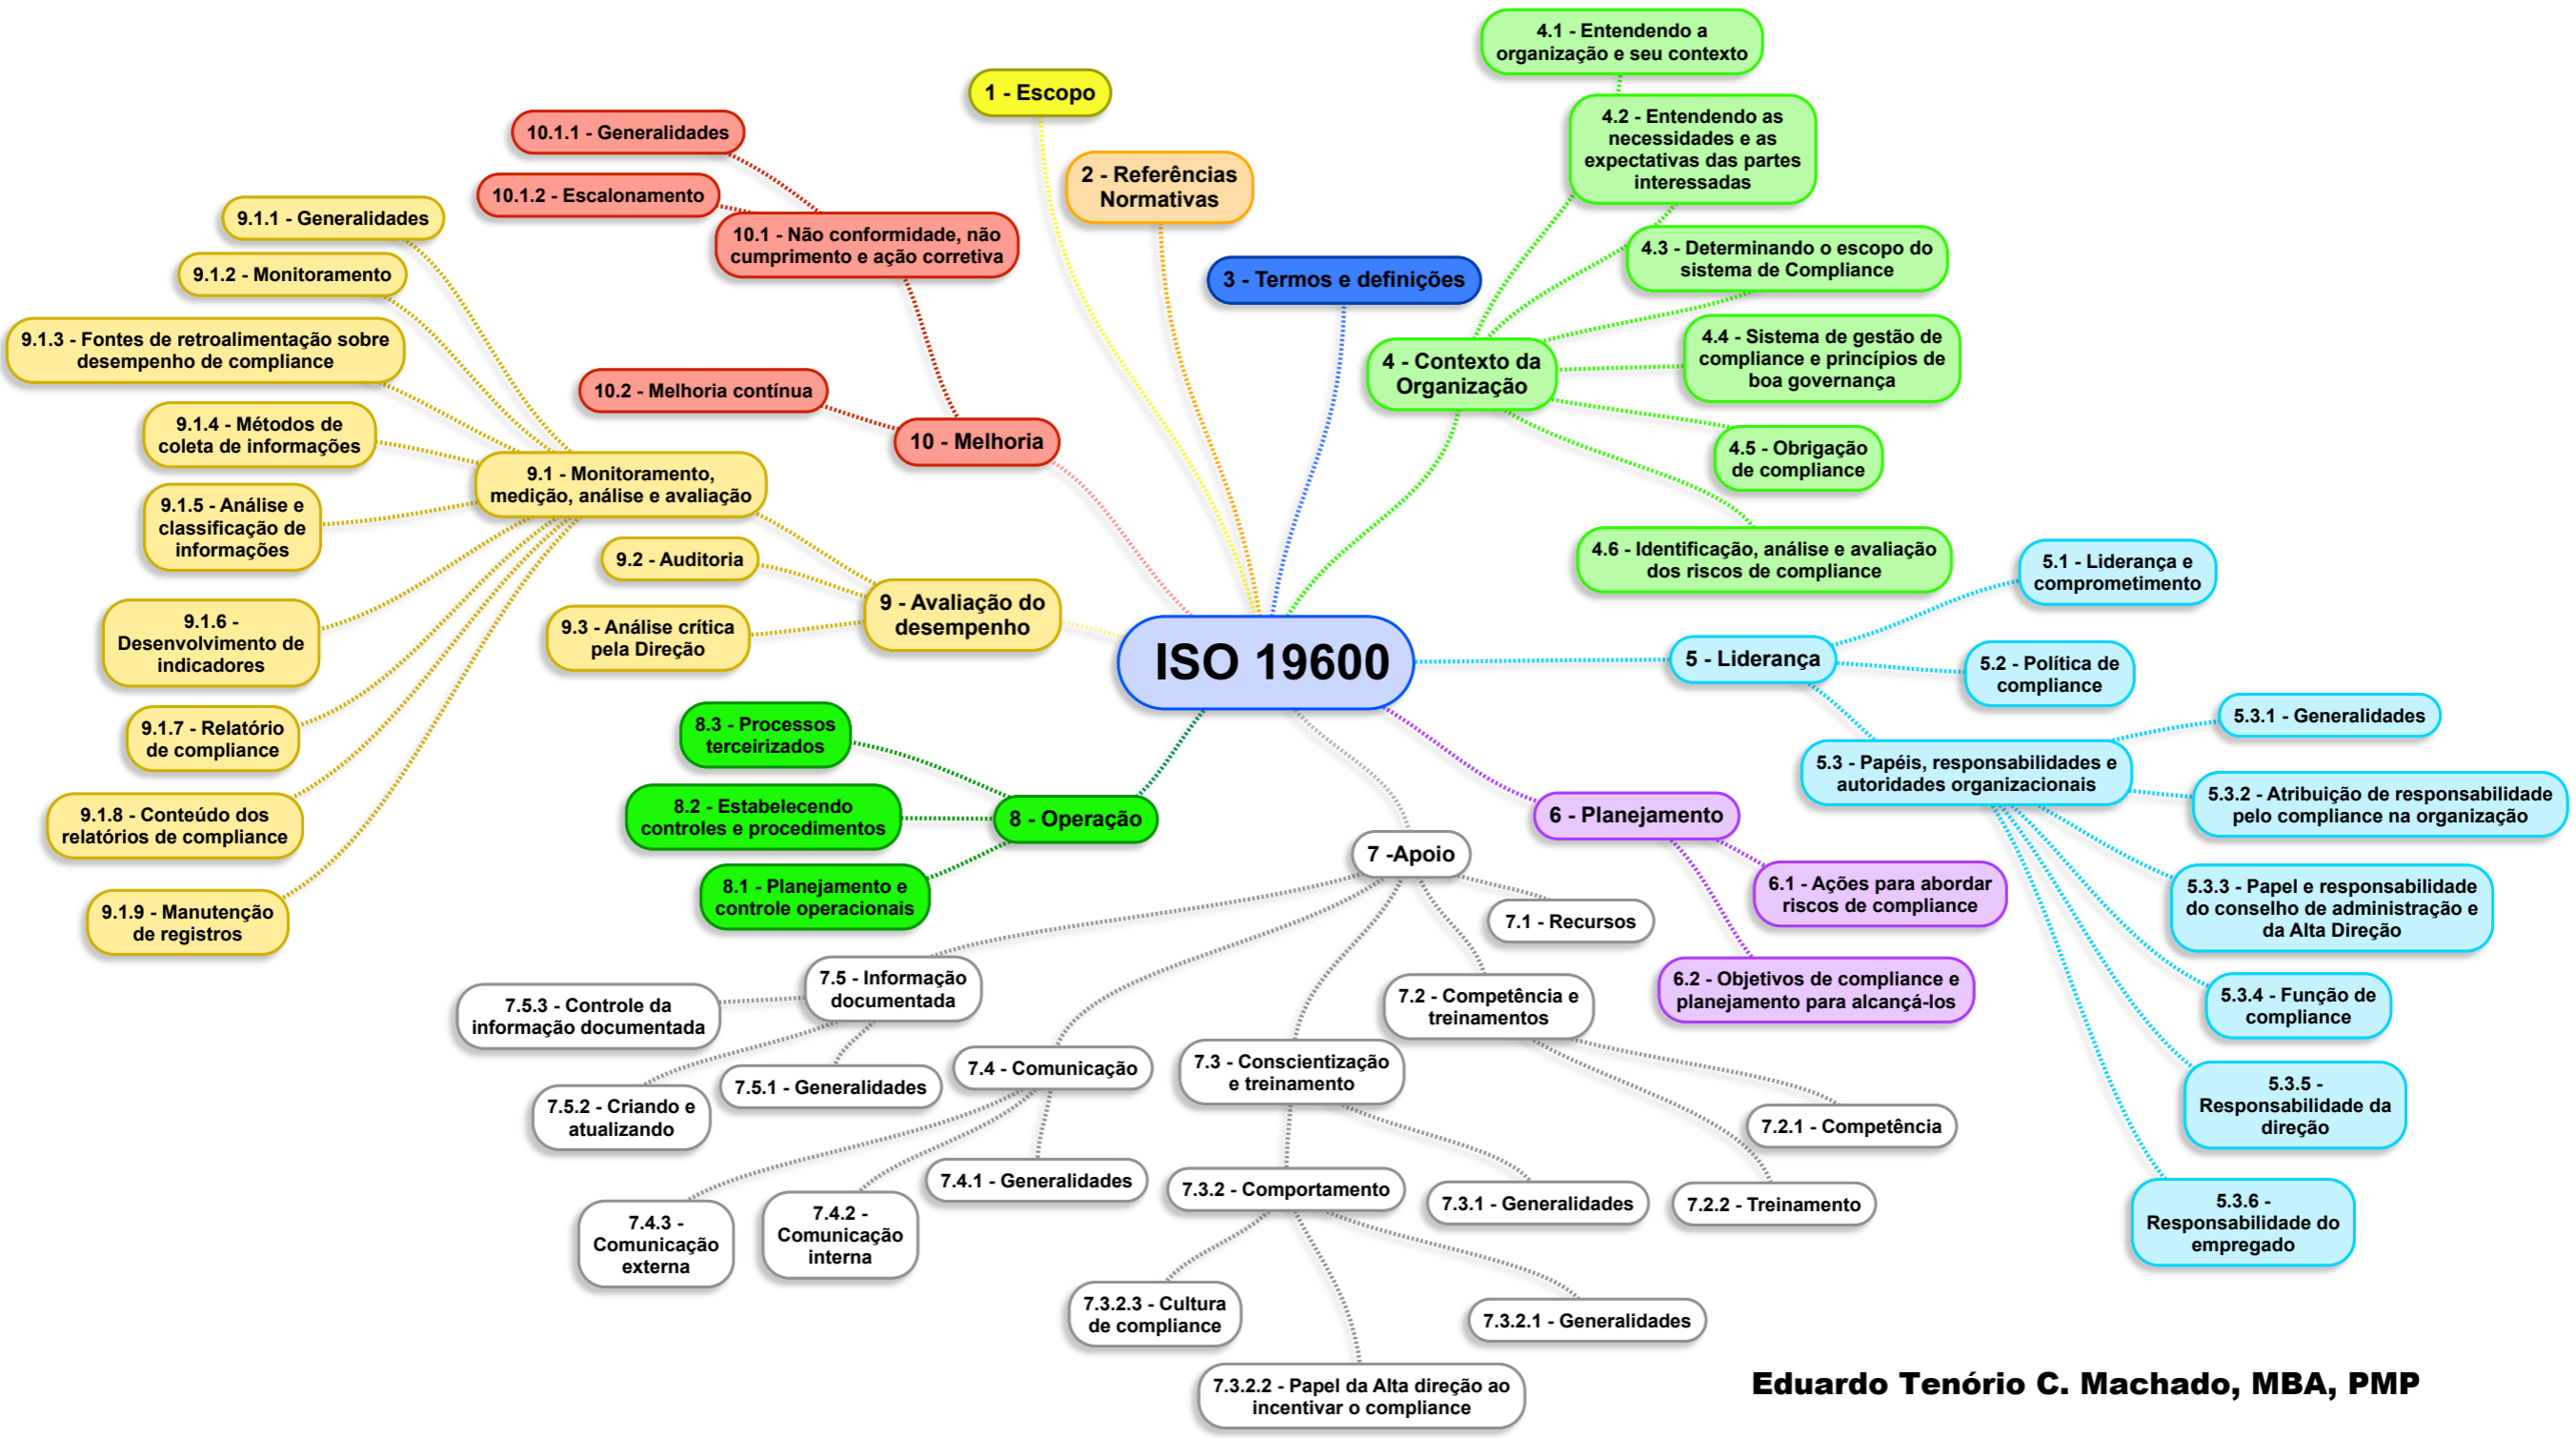 ISO 19600
1 - Escopo
2 - Referências
Normativas
3 - Termos e definições
4 - Contexto da
Organização
4.1 - Entendendo a
organização e seu contexto
4.2 - Entendendo as
necessidades e as
expectativas das partes
interessadas
4.3 - Determinando o escopo do
sistema de Compliance
4.4 - Sistema de gestão de
compliance e princípios de
boa governança
4.5 - Obrigação
de compliance
4.6 - Identificação, análise e avaliação
dos riscos de compliance
5 - Liderança
5.1 - Liderança e
comprometimento
5.2 - Política de
compliance
5.3 - Papéis, responsabilidades e
autoridades organizacionais
5.3.1 - Generalidades
5.3.2 - Atribuição de responsabilidade
pelo compliance na organização
5.3.3 - Papel e responsabilidade
do conselho de administração e
da Alta Direção
5.3.4 - Função de
compliance
5.3.5 -
Responsabilidade da
direção
5.3.6 -
Responsabilidade do
empregado
6 - Planejamento
6.1 - Ações para abordar
riscos de compliance
6.2 - Objetivos de compliance e
planejamento para alcançá-los
7 -Apoio
7.1 - Recursos
7.2 - Competência e
treinamentos
7.2.1 - Competência
7.2.2 - Treinamento
7.3 - Conscientização
e treinamento
7.3.1 - Generalidades
7.3.2 - Comportamento
7.3.2.1 - Generalidades
7.3.2.2 - Papel da Alta direção ao
incentivar o compliance
7.3.2.3 - Cultura
de compliance
7.4 - Comunicação
7.4.1 - Generalidades
7.4.2 -
Comunicação
interna
7.4.3 -
Comunicação
externa
7.5 - Informação
documentada
7.5.1 - Generalidades
7.5.2 - Criando e
atualizando
7.5.3 - Controle da
informação documentada
8 - Operação
8.1 - Planejamento e
controle operacionais
8.2 - Estabelecendo
controles e procedimentos
8.3 - Processos
terceirizados
9 - Avaliação do
desempenho
9.1 - Monitoramento,
medição, análise e avaliação
9.1.1 - Generalidades
9.1.2 - Monitoramento
9.1.3 - Fontes de retroalimentação sobre
desempenho de compliance
9.1.4 - Métodos de
coleta de informações
9.1.5 - Análise e
classificação de
informações
9.1.6 -
Desenvolvimento de
indicadores
9.1.7 - Relatório
de compliance
9.1.8 - Conteúdo dos
relatórios de compliance
9.1.9 - Manutenção
de registros
9.2 - Auditoria
9.3 - Análise crítica
pela Direção
10 - Melhoria
10.1 - Não conformidade, não
cumprimento e ação corretiva
10.1.1 - Generalidades
10.1.2 - Escalonamento
10.2 - Melhoria contínua
Eduardo Tenório C. Machado, MBA, PMP